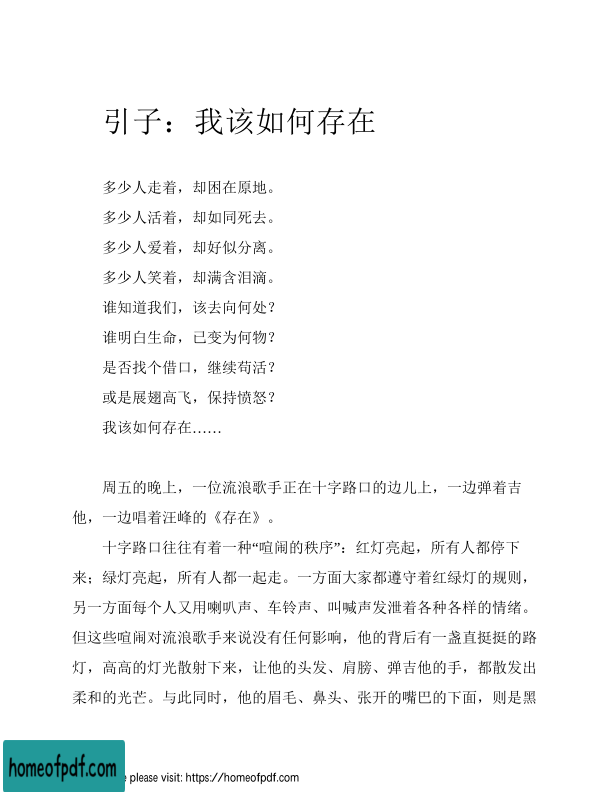 引子：我该如何存在
多少人走着，却困在原地。
多少人活着，却如同死去。
多少人爱着，却好似分离。
多少人笑着，却满含泪滴。
谁知道我们，该去向何处？
谁明白生命，已变为何物？
是否找个借口，继续苟活？
或是展翅高飞，保持愤怒？
我该如何存在……
周五的晚上，一位流浪歌手正在十字路口的边儿上，一边弹着吉
他，一边唱着汪峰的《存在》。
十字路口往往有着一种“喧闹的秩序”：红灯亮起，所有人都停下
来；绿灯亮起，所有人都一起走。一方面大家都遵守着红绿灯的规则，
另一方面每个人又用喇叭声、车铃声、叫喊声发泄着各种各样的情绪。
但这些喧闹对流浪歌手来说没有任何影响，他的背后有一盏直挺挺的路
灯，高高的灯光散射下来，让他的头发、肩膀、弹吉他的手，都散发出
柔和的光芒。与此同时，他的眉毛、鼻头、张开的嘴巴的下面，则是黑
homeofpdf.com
please visit: https://homeofpdf.com